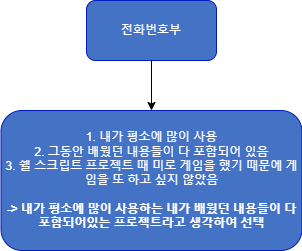 전화번호부
1. 내가 평소에 많이 사용
2. 그동안 배웠던 내용들이 다 포함되어 있음
3. 쉘 스크립트 프로젝트 때 미로 게임을 했기 때문에 게
임을 또 하고 싶지 않았음
-> 내가 평소에 많이 사용하는 내가 배웠던 내용들이 다
포함되어있는 프로젝트라고 생각하여 선택